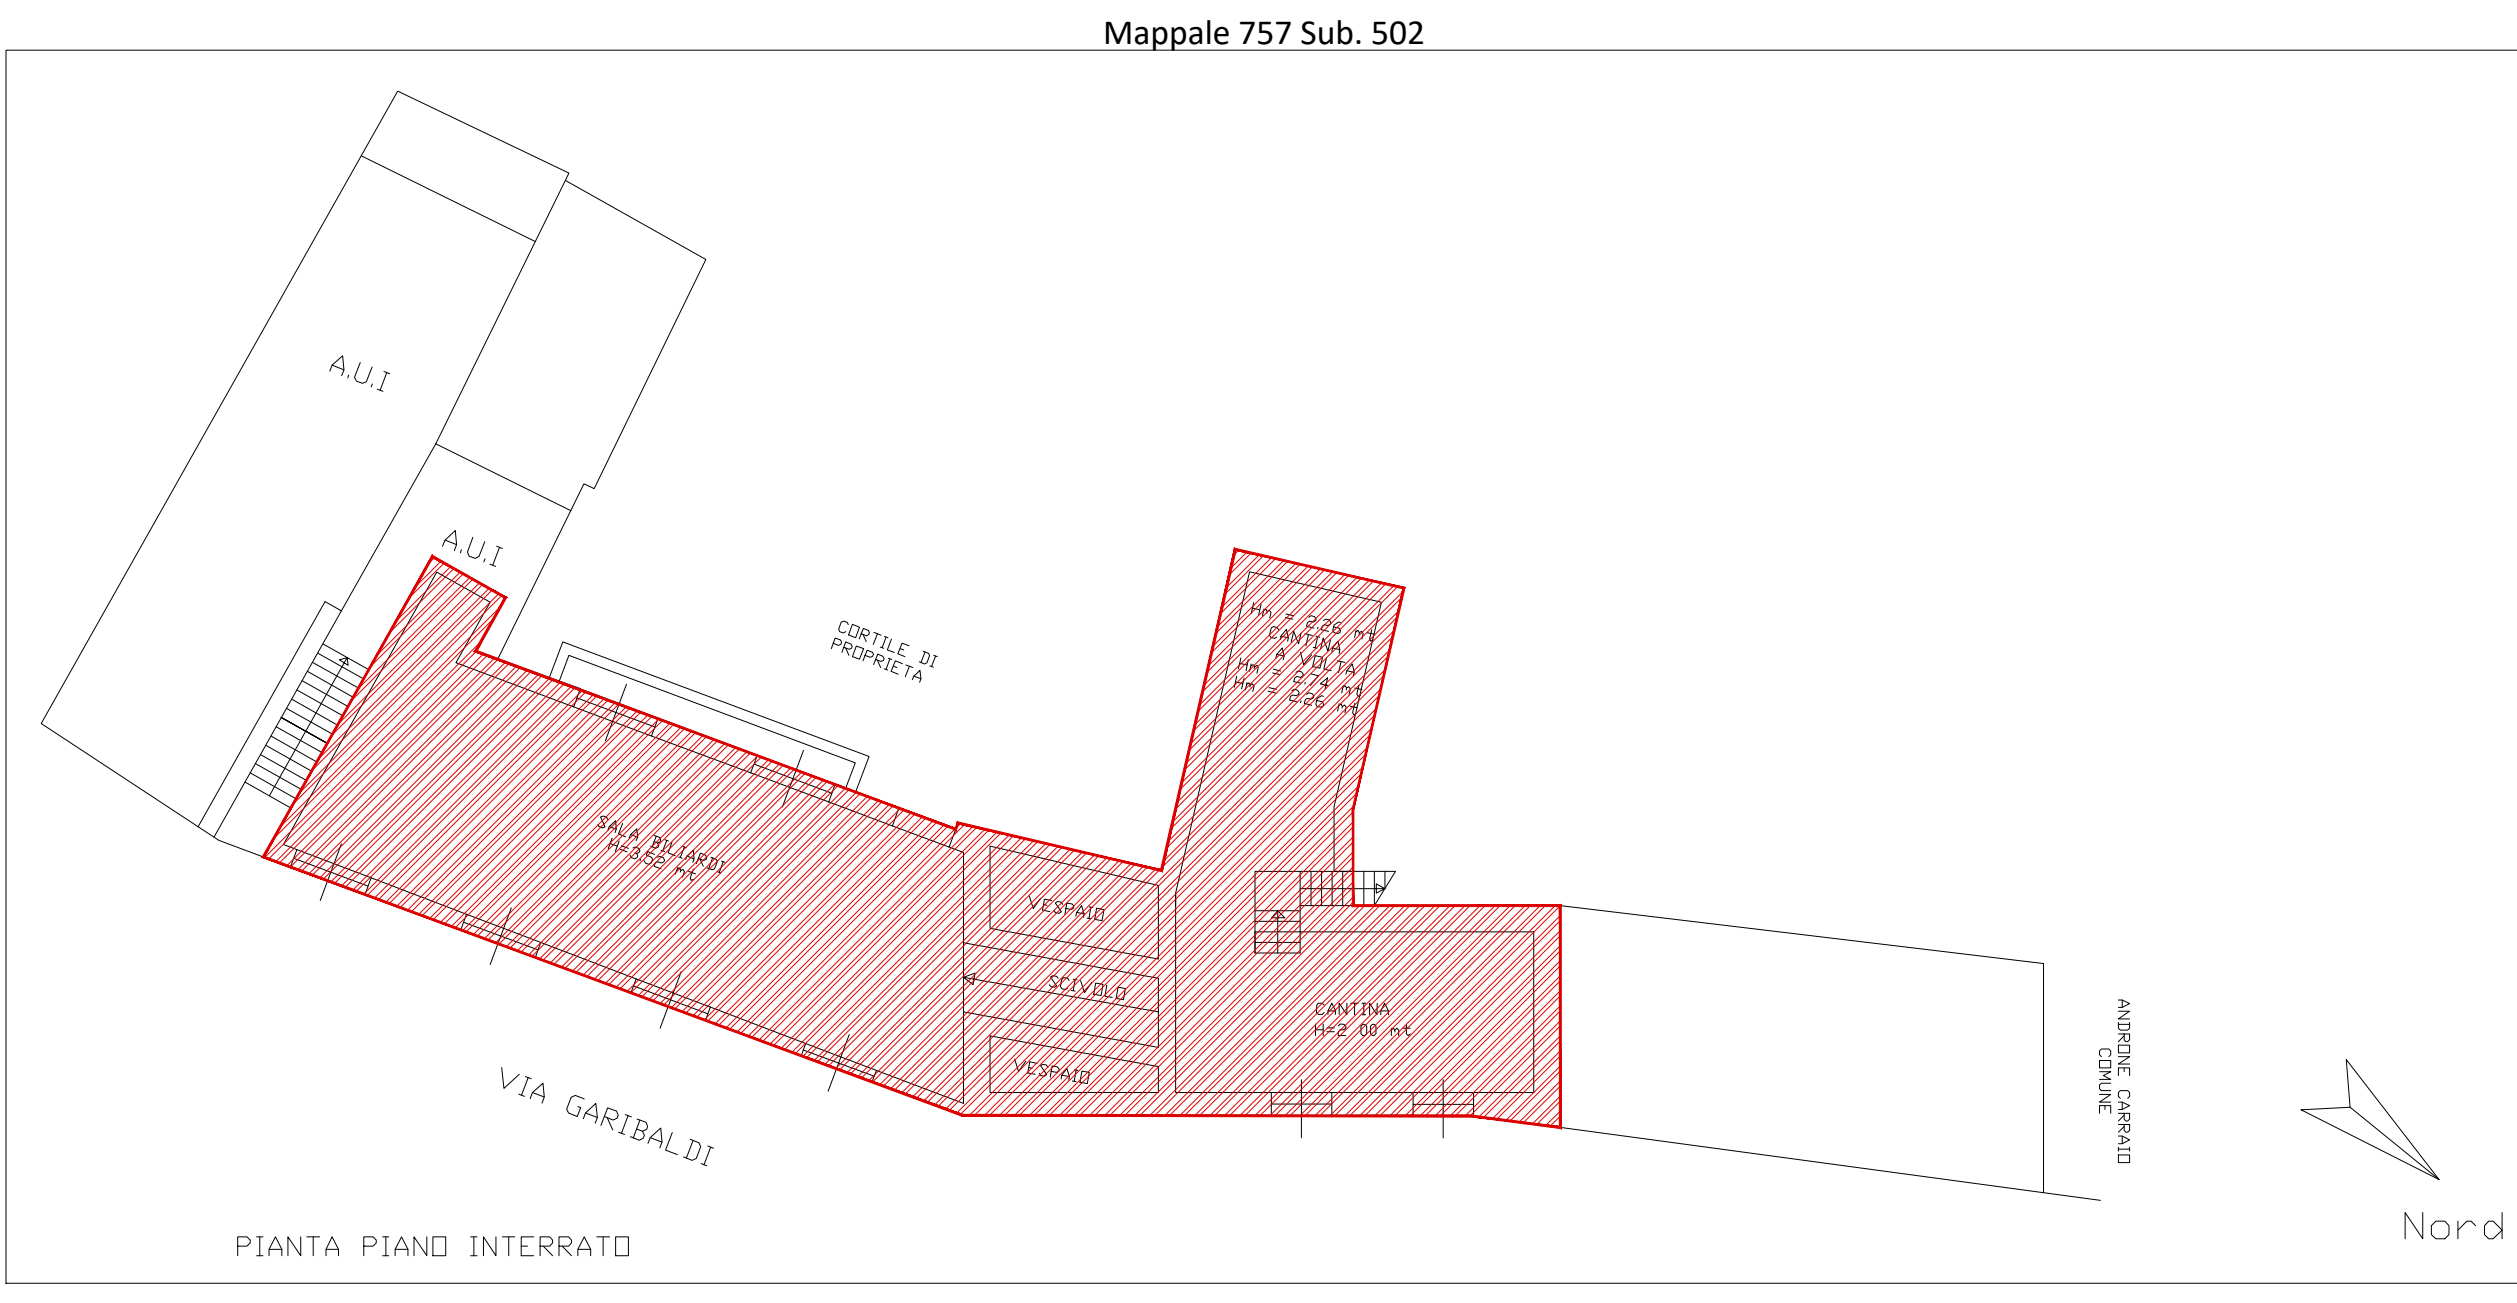 Mappale 757 Sub. 502
A.U.I
A.U.I
CORTILE DI
PROPRIETA
Hm = 2.26 mt
CANTINA
A VOLTA
Hm = 2.74 mt
Hm = 2.26 mt
SALA BILIARDI
H=3.52 mt
VESPAIO
SCIVOLO
VESPAIO
CANTINA
H=2 00 mt
ANDRONE CARRAIO
COMUNE
VIA GARIBALDI
Nord
PIANTA PIANO INTERRATO